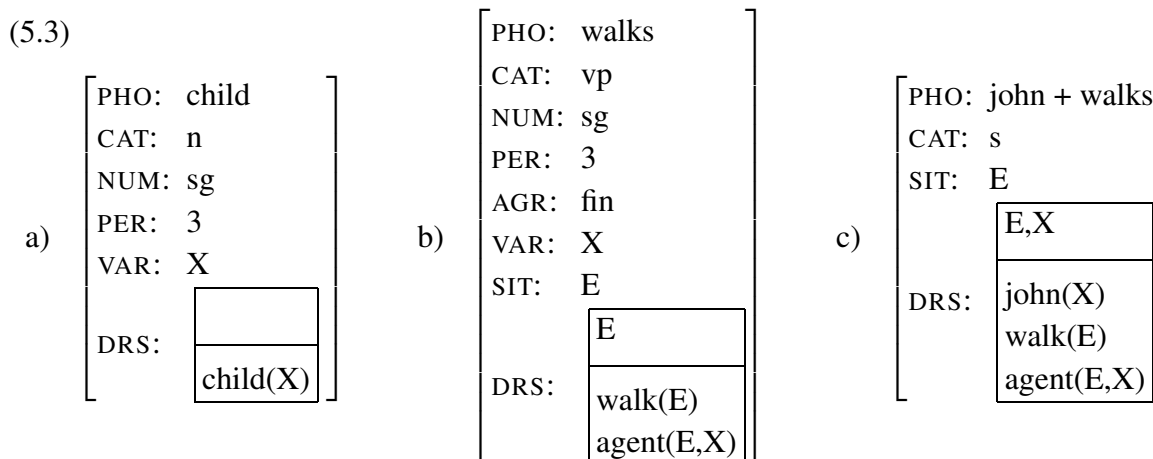 (5.3)
a)
PHO: child
CAT: n
NUM: sg
PER: 3
VAR: X
DRS:
child(X)
b)
PHO: walks
CAT: vp
NUM: sg
PER: 3
AGR: fin
VAR: X
SIT: E
DRS:
E
walk(E)
agent(E,X)
c)
PHO: john + walks
CAT: s
SIT: E
DRS:
E,X
john(X)
walk(E)
agent(E,X)